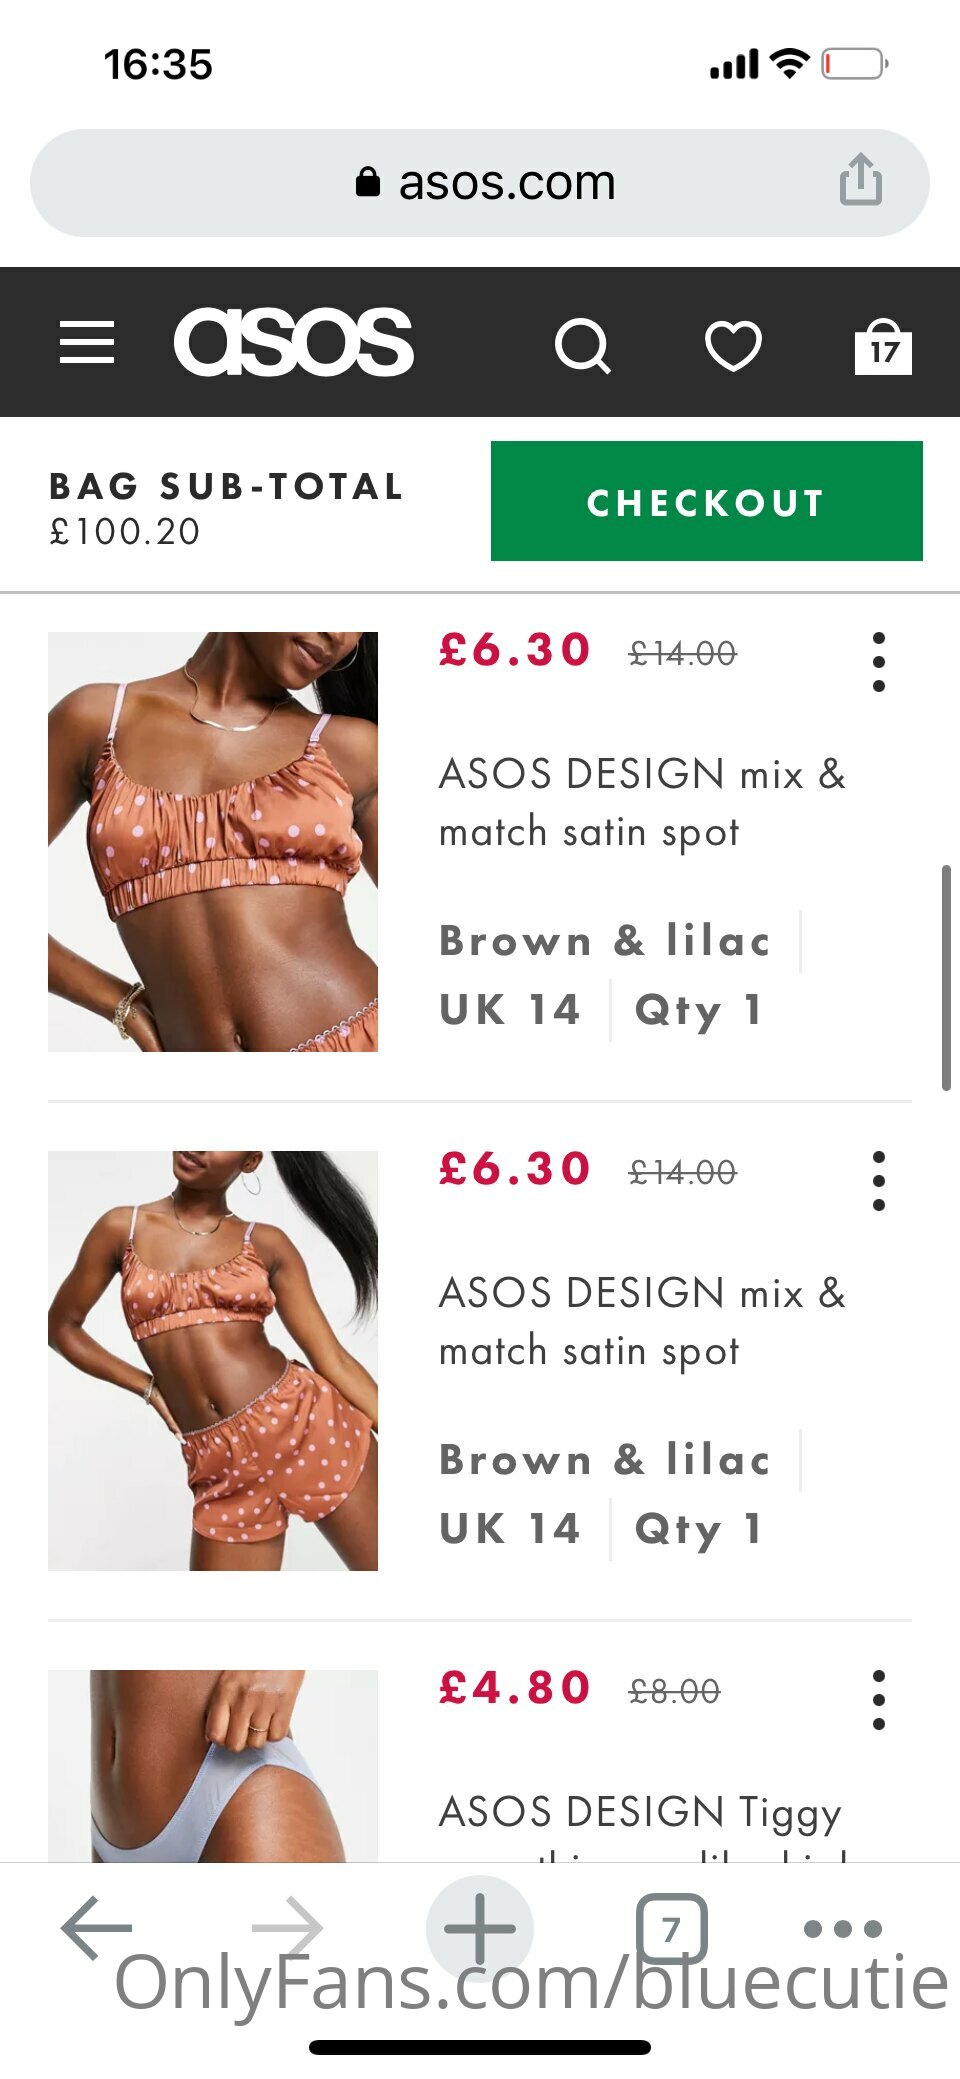 16:35
asos.com
asos
17
BAG SUB-TOTAL
£100.20
CHECKOUT
£6.30 £14.00
ASOS DESIGN mix &
match satin spot
Brown & lilac
UK 14 Qty 1
£6.30 £14.00
ASOS DESIGN mix &
match satin spot
Brown & lilac
UK 14 Qty 1
£4.80 £8.00
ASOS DESIGN Tiggy
7
OnlyFans.com/bluecutie